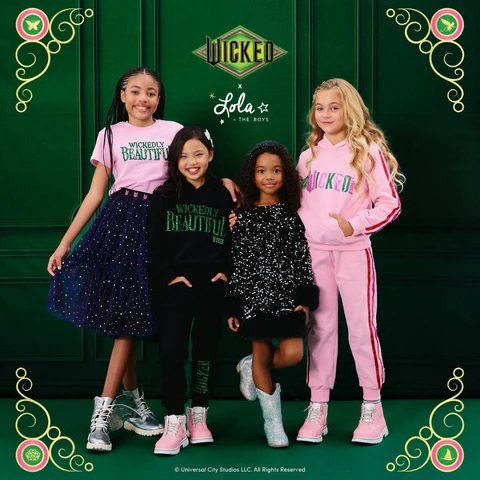 WICKED
x
Lola
+ THE BOYS
WICKEDLY
BEAUTIFUL
WICKEDLY
BEAUTIFUL
WICKED
WICKED
© Universal City Studios LLC. All Rights Reserved